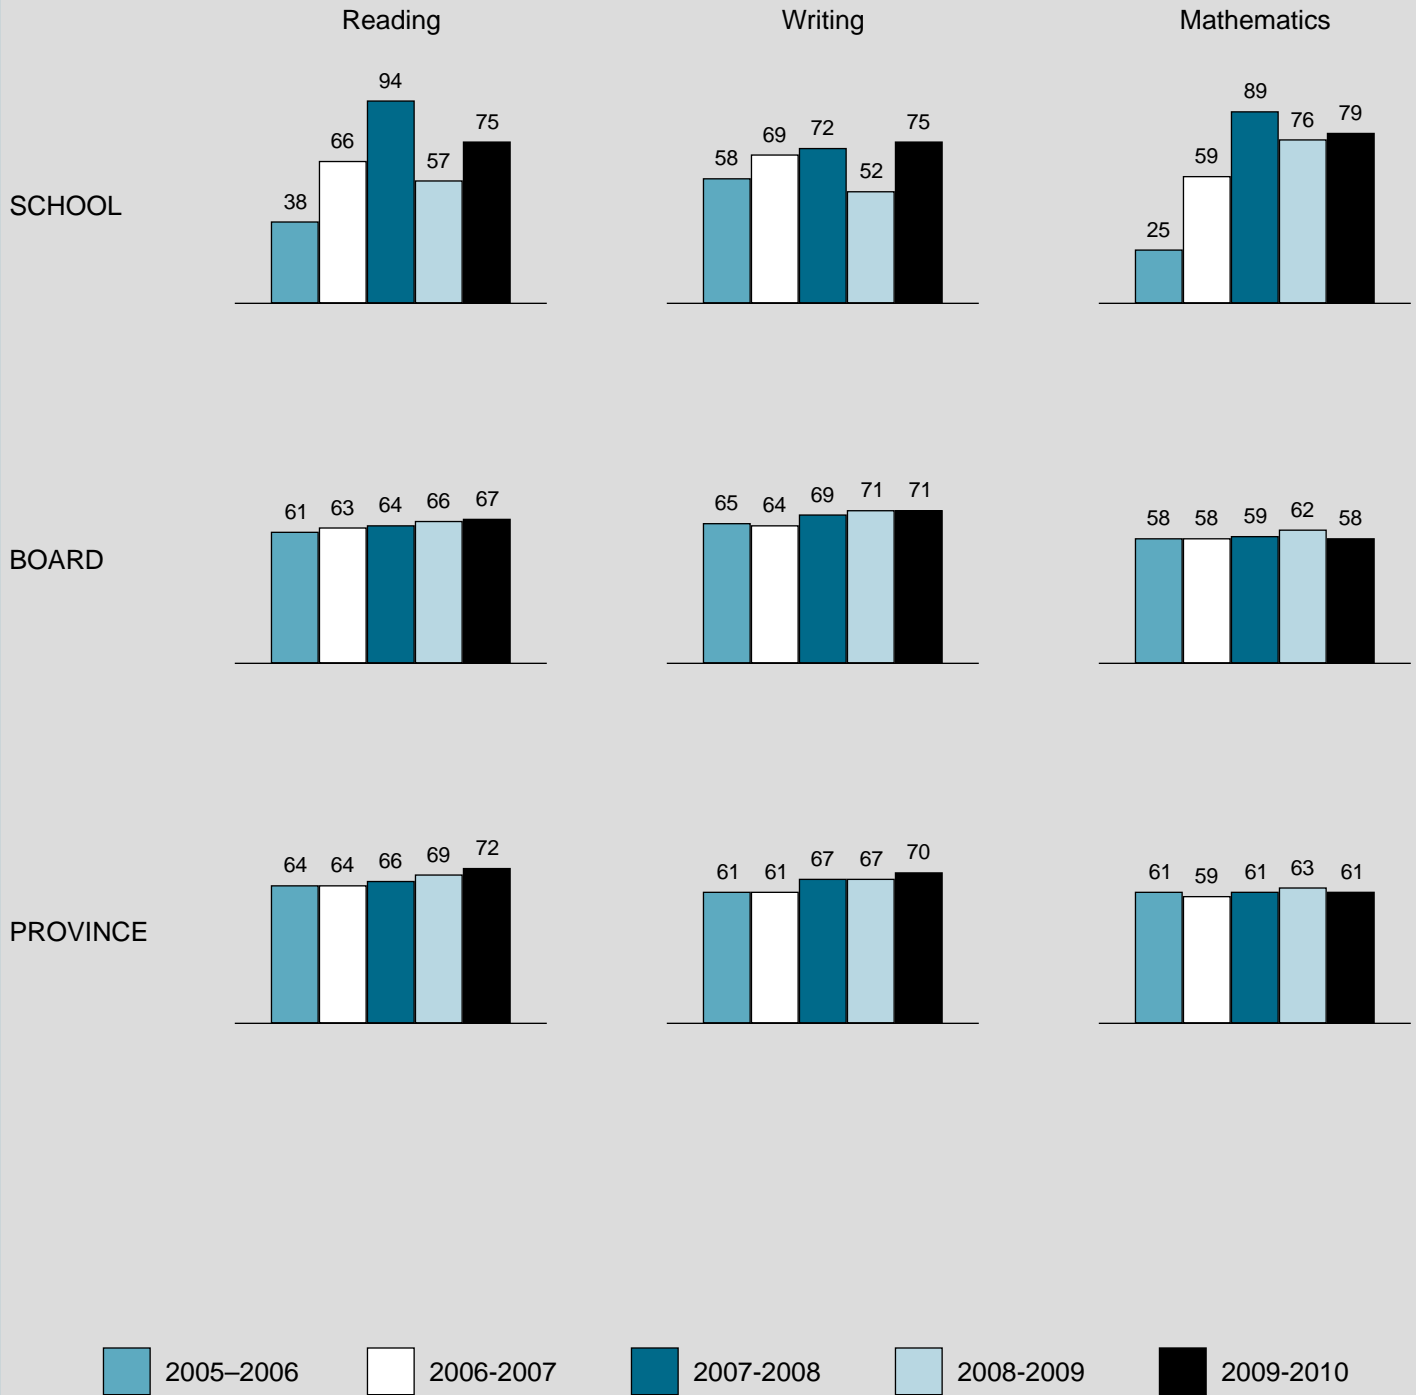 Reading Writing Mathematics
SCHOOL
38 66 94 57 75
58 69 72 52 75
25 59 89 76 79
BOARD
61 63 64 66 67
65 64 69 71 71
58 58 59 62 58
PROVINCE
64 64 66 69 72
61 61 67 67 70
61 59 61 63 61
2005–2006 2006-2007 2007-2008 2008-2009 2009-2010